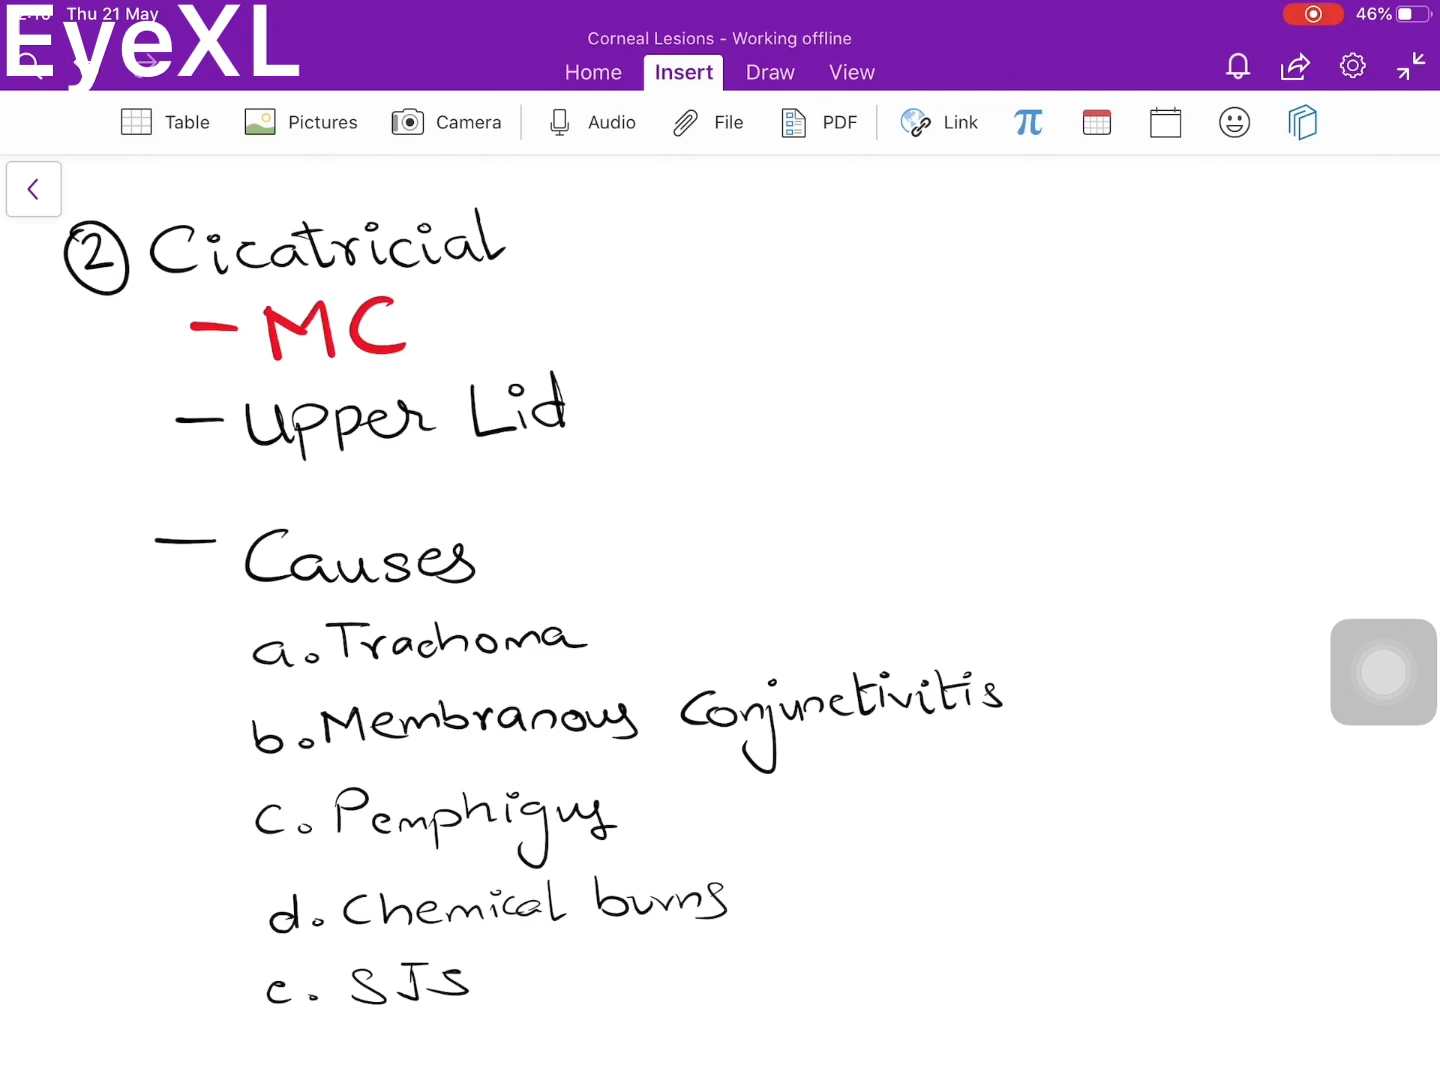 Thu 21 May
46%
EyeXL
Corneal Lesions - Working offline
Home Insert Draw View
Table Pictures Camera Audio File PDF Link π
2 Cicatricial
- MC
- Upper Lid
- Causes
a. Trachoma
b. Membranous Conjunctivitis
c. Pemphigus
d. Chemical burns
e. SJS